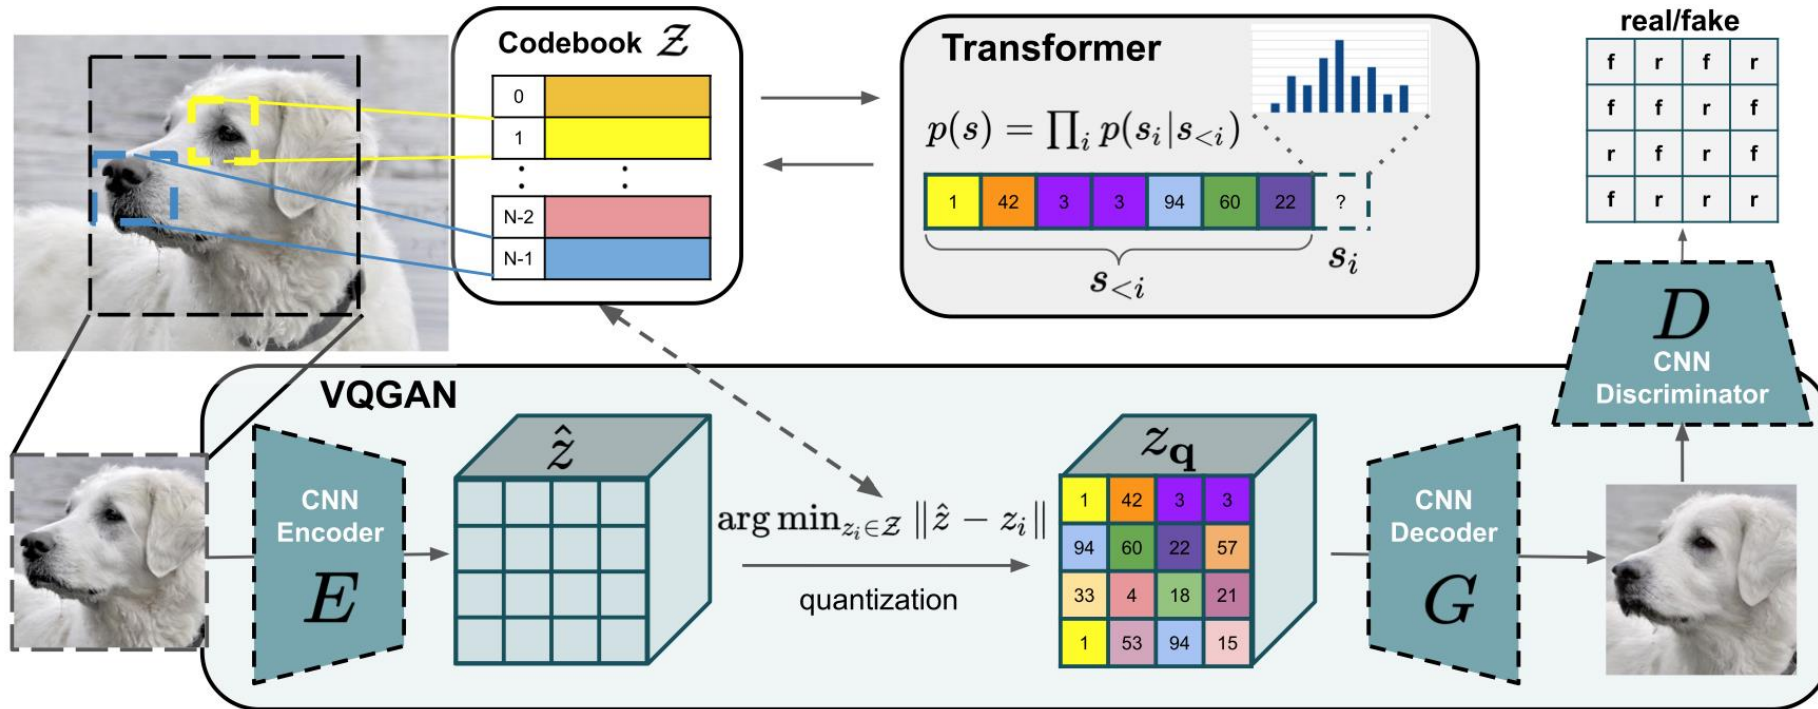 Codebook 𝒵
0
1
⋮ ⋮
N-2
N-1
Transformer
p(s) = ∏ᵢ p(sᵢ|s<ᵢ)
1 42 3 3 94 60 22 ?
s<ᵢ sᵢ
real/fake
f r f r
f f r f
r f r f
f r r r
D
CNN
Discriminator
VQGAN
CNN
Encoder
E
ẑ
arg min_{zᵢ∈𝒵} ‖ẑ − zᵢ‖
quantization
z_q
1 42 3 3
94 60 22 57
33 4 18 21
1 53 94 15
CNN
Decoder
G